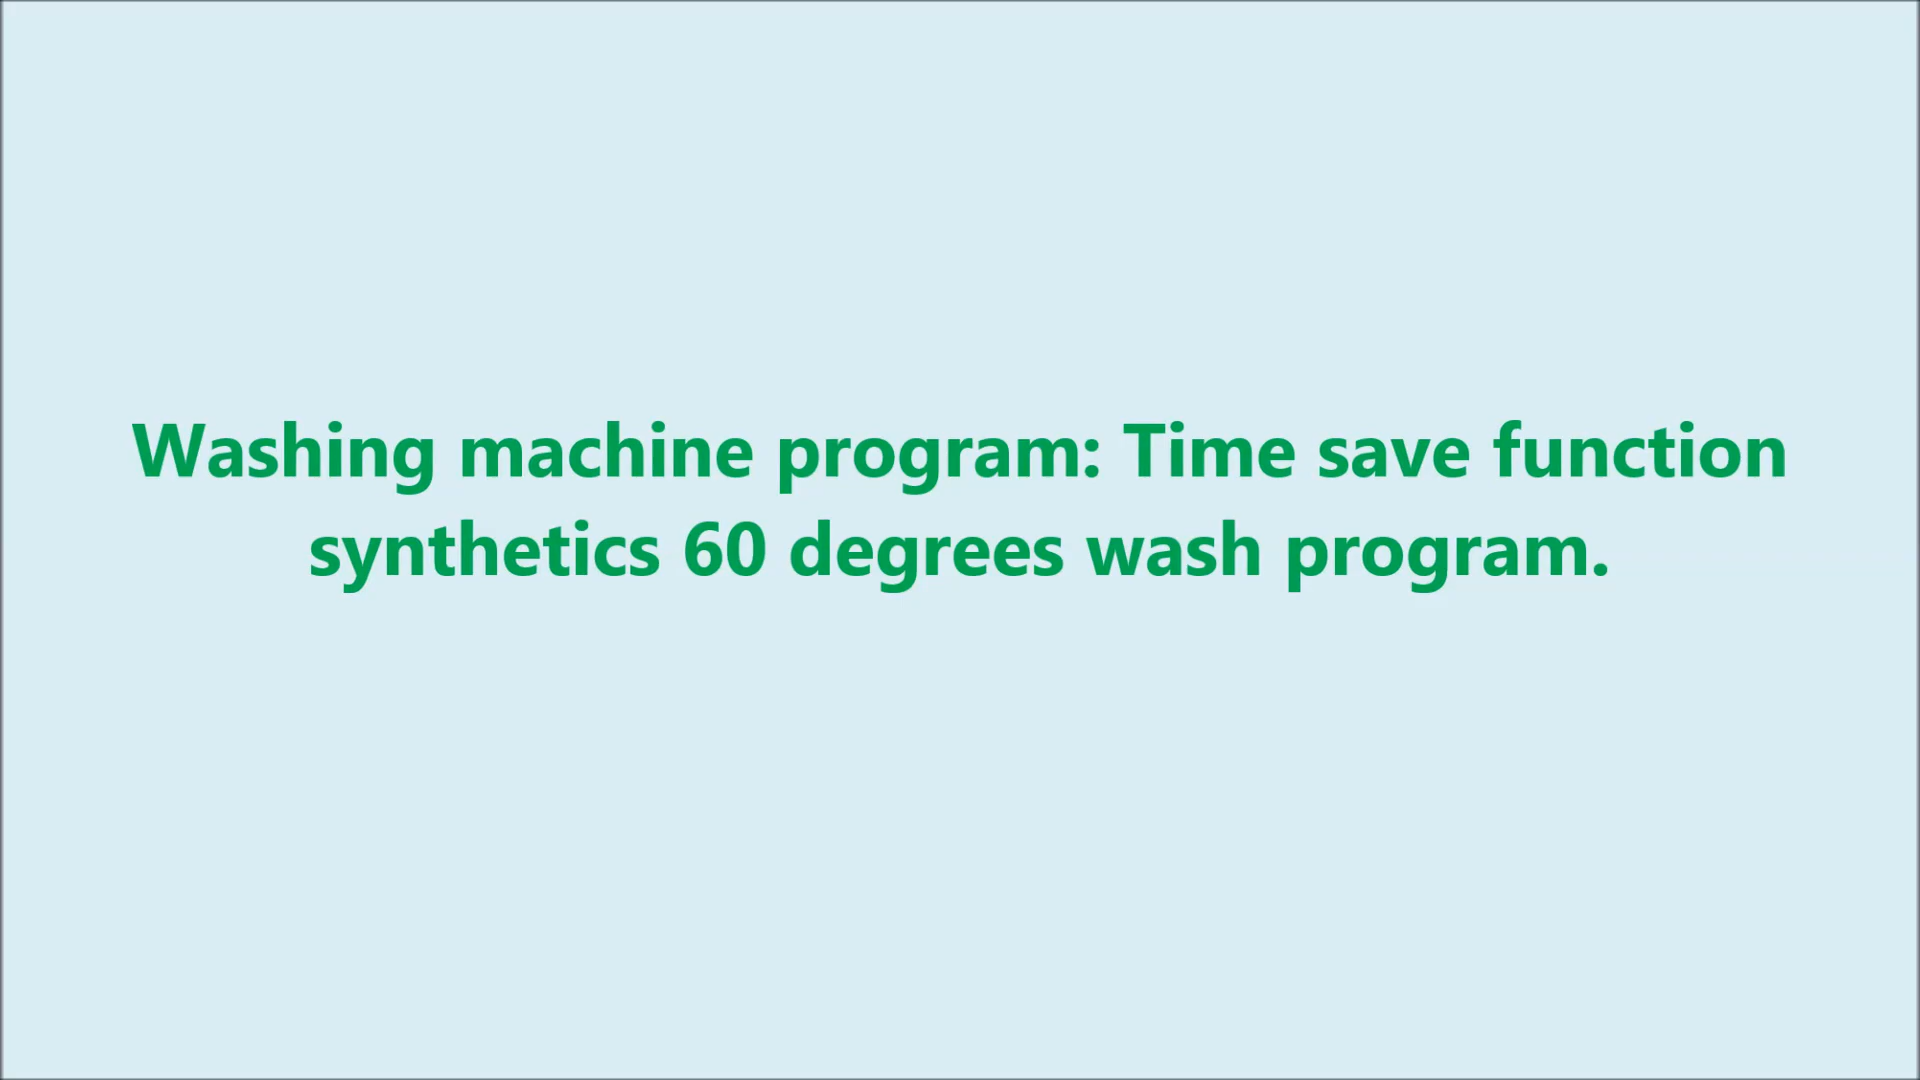 Washing machine program: Time save function
synthetics 60 degrees wash program.